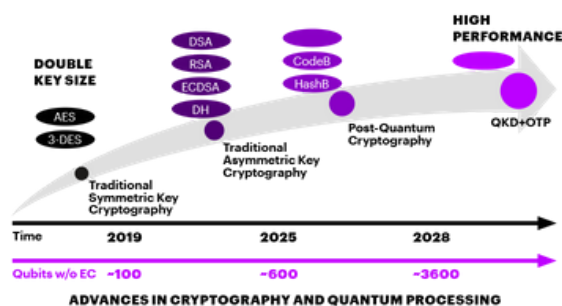 HIGH
PERFORMANCE
DOUBLE
KEY SIZE
DSA
RSA
ECDSA
DH
CodeB
HashB
AES
3-DES
QKD+OTP
Post-Quantum
Cryptography
Traditional
Asymmetric Key
Cryptography
Traditional
Symmetric Key
Cryptography
Time 2019 2025 2028
Qubits w/o EC ~100 ~600 ~3600
ADVANCES IN CRYPTOGRAPHY AND QUANTUM PROCESSING